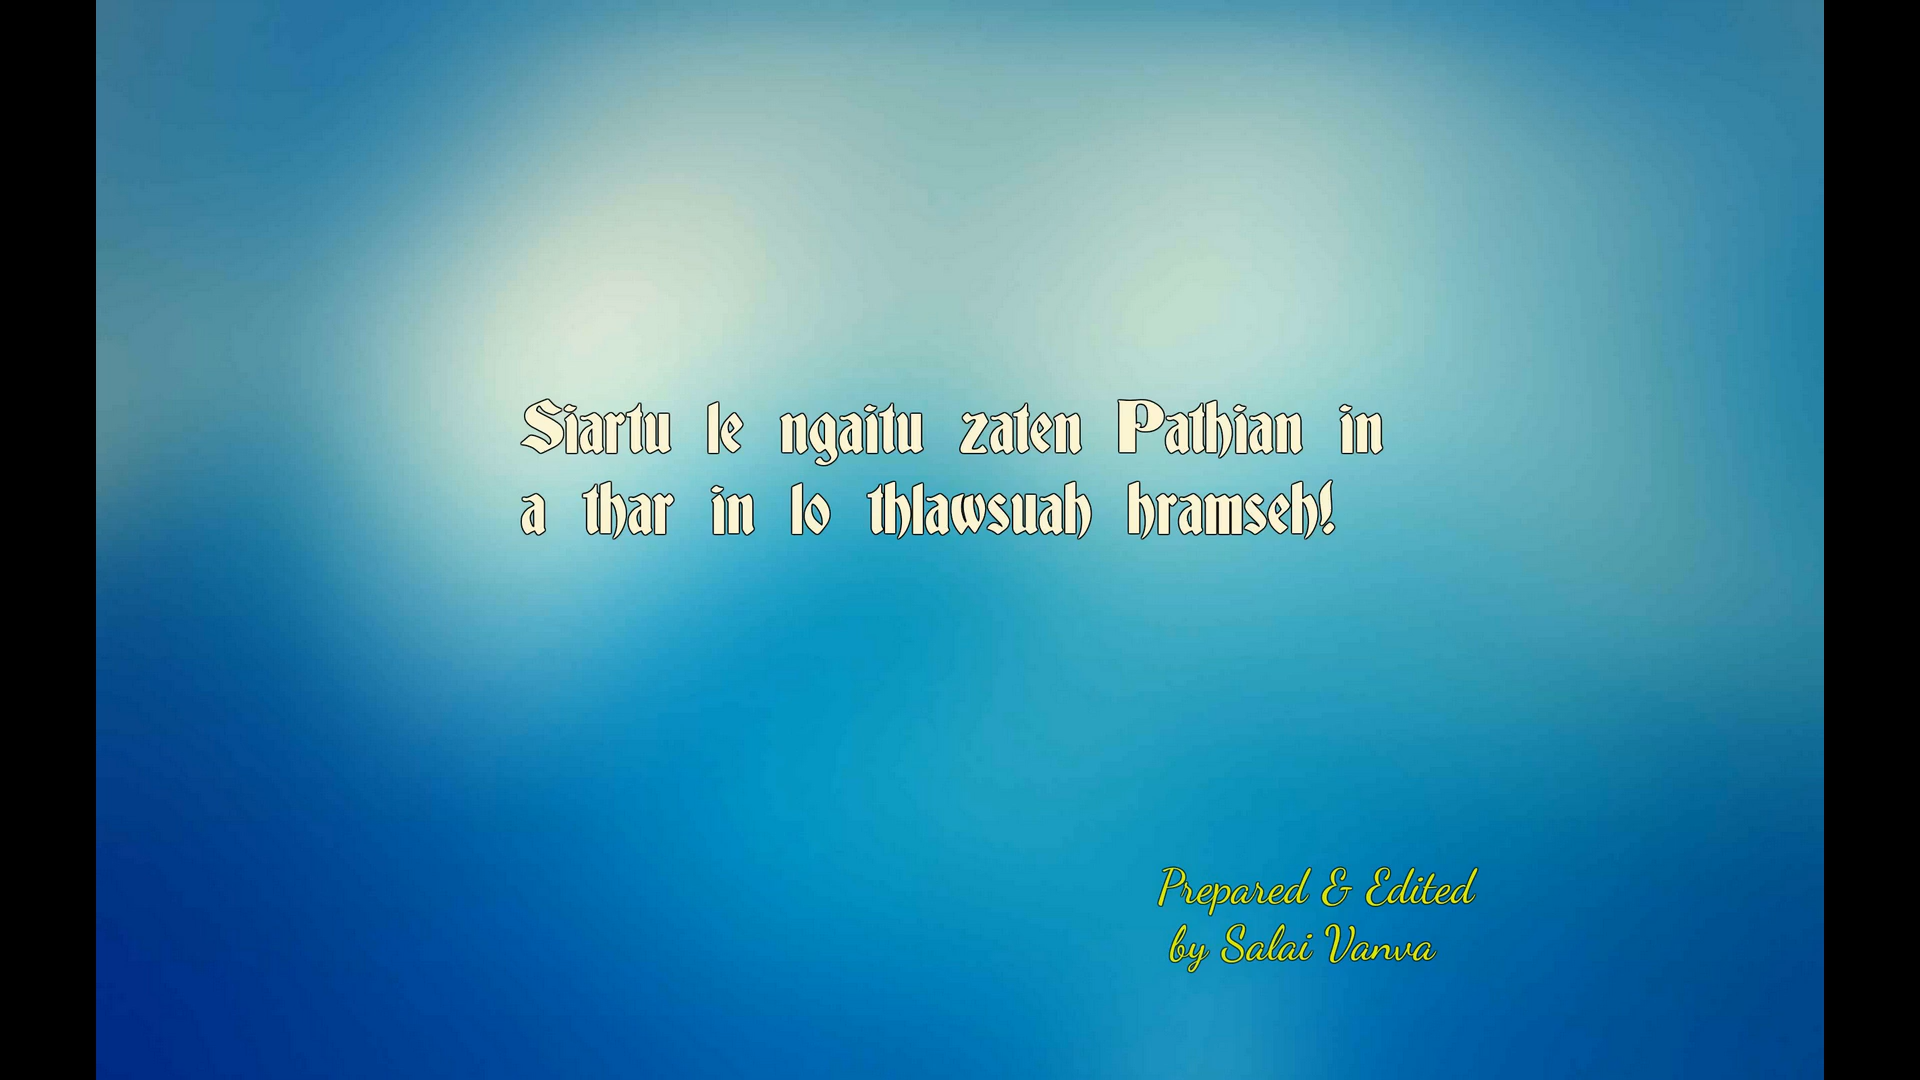 Siartu le ngaitu zaten Pathian in
a thar in lo thlawsuah hramseh!
Prepared & Edited
by Salai Vanva